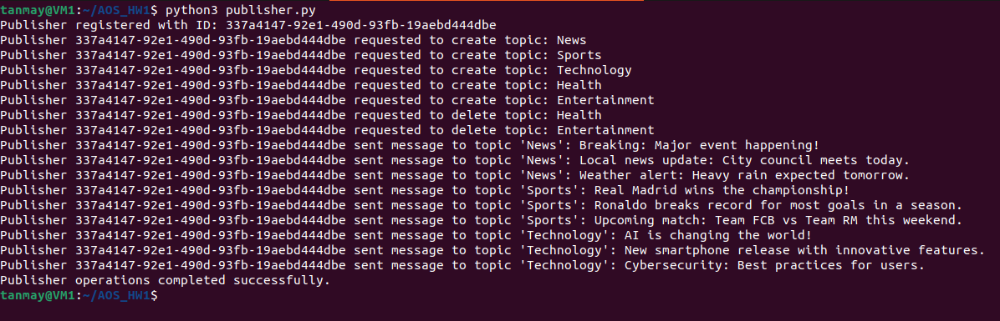 tanmay@VM1:~/AOS_HW1$ python3 publisher.py
Publisher registered with ID: 337a4147-92e1-490d-93fb-19aebd444dbe
Publisher 337a4147-92e1-490d-93fb-19aebd444dbe requested to create topic: News
Publisher 337a4147-92e1-490d-93fb-19aebd444dbe requested to create topic: Sports
Publisher 337a4147-92e1-490d-93fb-19aebd444dbe requested to create topic: Technology
Publisher 337a4147-92e1-490d-93fb-19aebd444dbe requested to create topic: Health
Publisher 337a4147-92e1-490d-93fb-19aebd444dbe requested to create topic: Entertainment
Publisher 337a4147-92e1-490d-93fb-19aebd444dbe requested to delete topic: Health
Publisher 337a4147-92e1-490d-93fb-19aebd444dbe requested to delete topic: Entertainment
Publisher 337a4147-92e1-490d-93fb-19aebd444dbe sent message to topic 'News': Breaking: Major event happening!
Publisher 337a4147-92e1-490d-93fb-19aebd444dbe sent message to topic 'News': Local news update: City council meets today.
Publisher 337a4147-92e1-490d-93fb-19aebd444dbe sent message to topic 'News': Weather alert: Heavy rain expected tomorrow.
Publisher 337a4147-92e1-490d-93fb-19aebd444dbe sent message to topic 'Sports': Real Madrid wins the championship!
Publisher 337a4147-92e1-490d-93fb-19aebd444dbe sent message to topic 'Sports': Ronaldo breaks record for most goals in a season.
Publisher 337a4147-92e1-490d-93fb-19aebd444dbe sent message to topic 'Sports': Upcoming match: Team FCB vs Team RM this weekend.
Publisher 337a4147-92e1-490d-93fb-19aebd444dbe sent message to topic 'Technology': AI is changing the world!
Publisher 337a4147-92e1-490d-93fb-19aebd444dbe sent message to topic 'Technology': New smartphone release with innovative features.
Publisher 337a4147-92e1-490d-93fb-19aebd444dbe sent message to topic 'Technology': Cybersecurity: Best practices for users.
Publisher operations completed successfully.
tanmay@VM1:~/AOS_HW1$